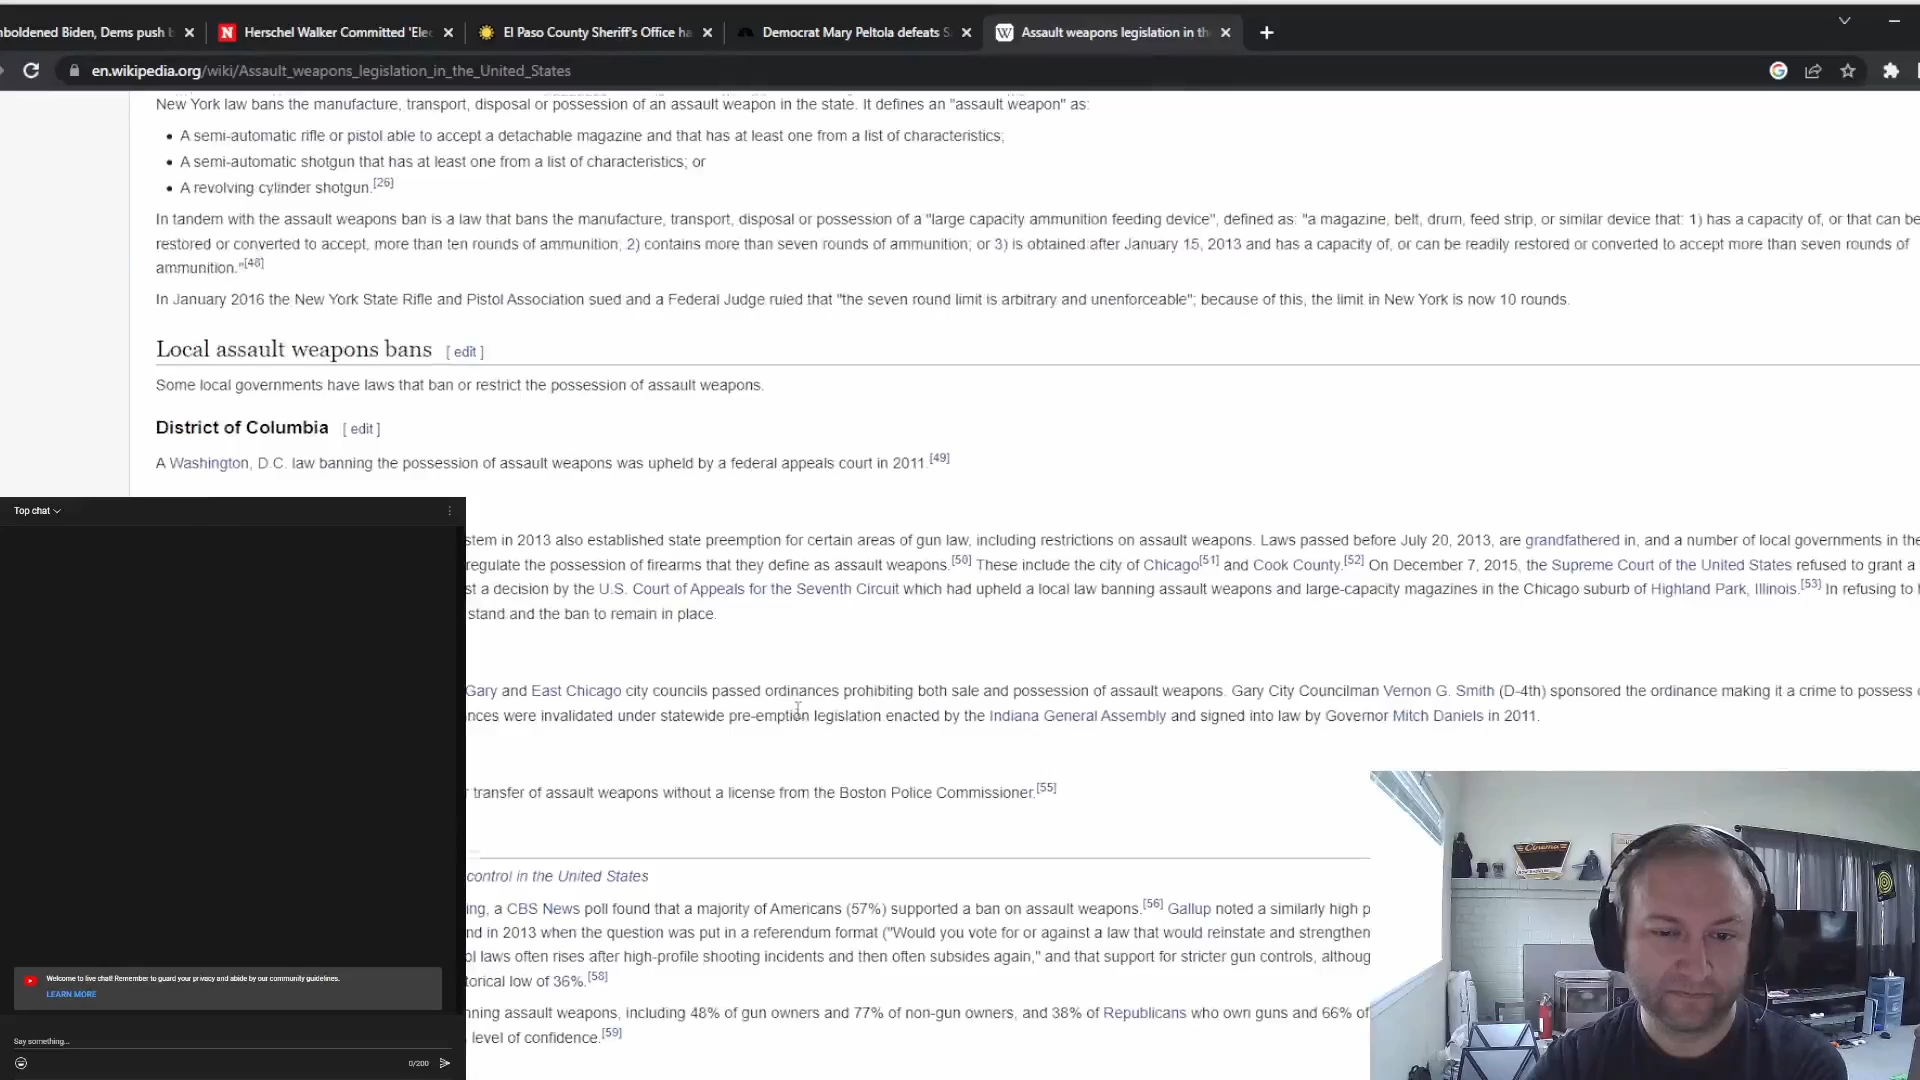 nboldened Biden, Dems push b
Herschel Walker Committed 'Elec
El Paso County Sheriff's Office ha
Democrat Mary Peltola defeats S
Assault weapons legislation in th
en.wikipedia.org/wiki/Assault_weapons_legislation_in_the_United_States
New York law bans the manufacture, transport, disposal or possession of an assault weapon in the state. It defines an "assault weapon" as:
• A semi-automatic rifle or pistol able to accept a detachable magazine and that has at least one from a list of characteristics;
• A semi-automatic shotgun that has at least one from a list of characteristics; or
• A revolving cylinder shotgun.[26]
In tandem with the assault weapons ban is a law that bans the manufacture, transport, disposal or possession of a "large capacity ammunition feeding device", defined as: "a magazine, belt, drum, feed strip, or similar device that: 1) has a capacity of, or that can be
restored or converted to accept, more than ten rounds of ammunition; 2) contains more than seven rounds of ammunition; or 3) is obtained after January 15, 2013 and has a capacity of, or can be readily restored or converted to accept more than seven rounds of
ammunition."[48]
In January 2016 the New York State Rifle and Pistol Association sued and a Federal Judge ruled that "the seven round limit is arbitrary and unenforceable"; because of this, the limit in New York is now 10 rounds.
Local assault weapons bans [ edit ]
Some local governments have laws that ban or restrict the possession of assault weapons.
District of Columbia [ edit ]
A Washington, D.C. law banning the possession of assault weapons was upheld by a federal appeals court in 2011.[49]
stem in 2013 also established state preemption for certain areas of gun law, including restrictions on assault weapons. Laws passed before July 20, 2013, are grandfathered in, and a number of local governments in the
regulate the possession of firearms that they define as assault weapons.[50] These include the city of Chicago[51] and Cook County.[52] On December 7, 2015, the Supreme Court of the United States refused to grant a
st a decision by the U.S. Court of Appeals for the Seventh Circuit which had upheld a local law banning assault weapons and large-capacity magazines in the Chicago suburb of Highland Park, Illinois.[53] In refusing to h
stand and the ban to remain in place.
Gary and East Chicago city councils passed ordinances prohibiting both sale and possession of assault weapons. Gary City Councilman Vernon G. Smith (D-4th) sponsored the ordinance making it a crime to possess
nces were invalidated under statewide pre-emption legislation enacted by the Indiana General Assembly and signed into law by Governor Mitch Daniels in 2011.
transfer of assault weapons without a license from the Boston Police Commissioner.[55]
control in the United States
ing, a CBS News poll found that a majority of Americans (57%) supported a ban on assault weapons.[56] Gallup noted a similarly high p
nd in 2013 when the question was put in a referendum format ("Would you vote for or against a law that would reinstate and strengthen
ol laws often rises after high-profile shooting incidents and then often subsides again," and that support for stricter gun controls, althoug
torical low of 36%.[58]
nning assault weapons, including 48% of gun owners and 77% of non-gun owners, and 38% of Republicans who own guns and 66% of
level of confidence.[59]
Top chat
Welcome to live chat! Remember to guard your privacy and abide by our community guidelines.
LEARN MORE
Say something...
0/200
Cinema